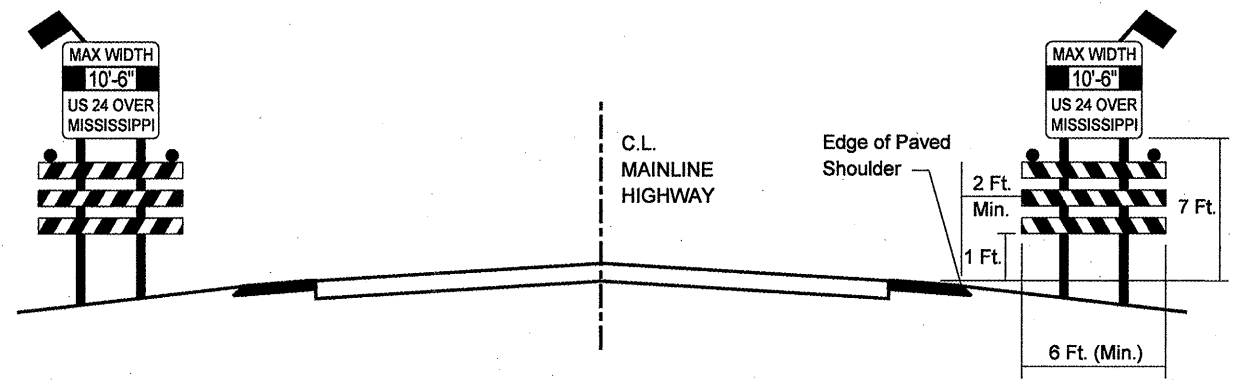 MAX WIDTH
10'-6"
US 24 OVER
MISSISSIPPI
C.L.
MAINLINE
HIGHWAY
Edge of Paved
Shoulder
MAX WIDTH
10'-6"
US 24 OVER
MISSISSIPPI
2 Ft.
Min.
7 Ft.
1 Ft.
6 Ft. (Min.)